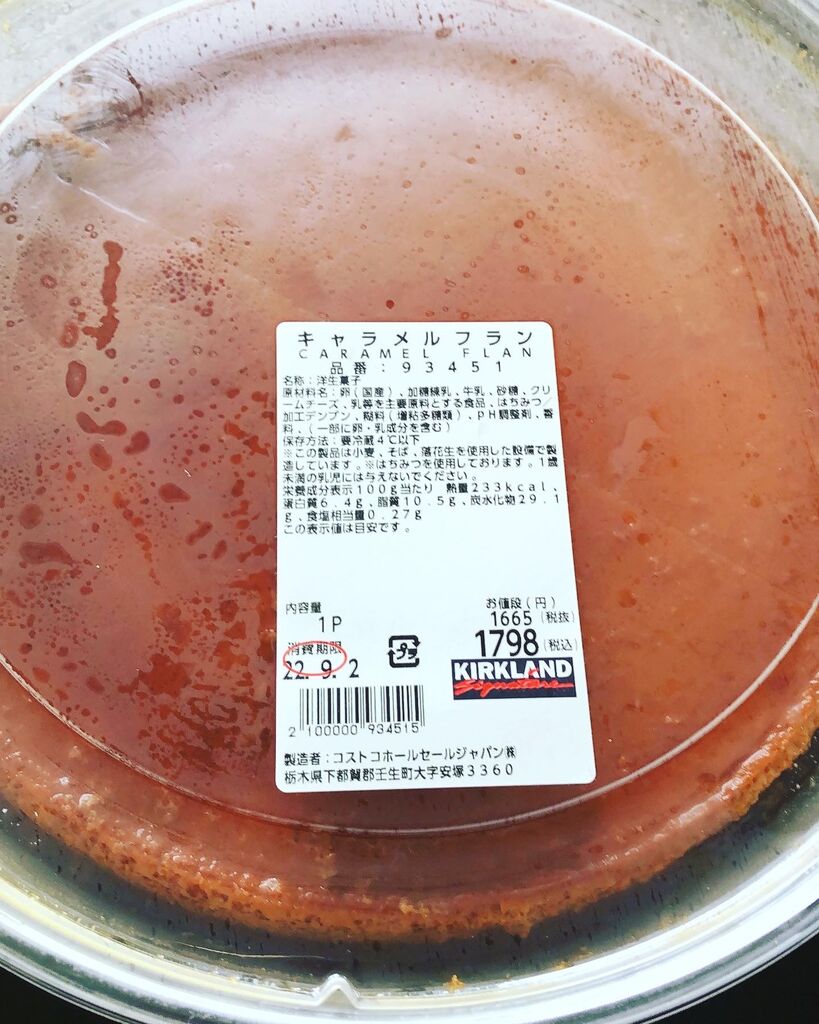 キャラメルフラン
CARAMEL FLAN
品番：93451
名称：洋生菓子
原材料名：卵（国産）、加糖練乳、牛乳、砂糖、クリ
ームチーズ、乳等を主要原料とする食品、はちみつ／
加工デンプン、糊料（増粘多糖類）、PH調整剤、香
料、（一部に卵・乳成分を含む）
保存方法：要冷蔵4℃以下
※この製品は小麦、そば、落花生を使用した設備で製
造しています。※はちみつを使用しております。1歳
未満の乳児には与えないでください。
栄養成分表示100g当たり 熱量233kcal、
蛋白質6.4g、脂質10.5g、炭水化物29.1
g、食塩相当量0.27g
この表示値は目安です。
内容量
1P
お値段（円）
1665（税抜）
1798（税込）
消費期限
22.9.2
プラ
KIRKLAND
Signature
2 100000 934515
製造者：コストコホールセールジャパン㈱
栃木県下都賀郡壬生町大字安塚3360